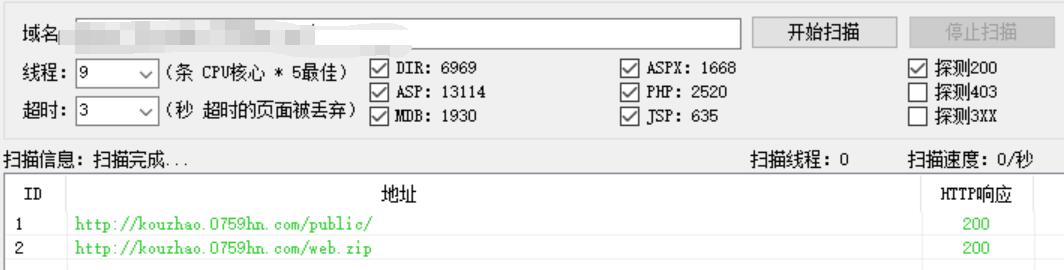 域名
开始扫描
停止扫描
线程: 9 (条 CPU核心 * 5最佳) DIR: 6969 ASPX: 1668 探测200
ASP: 13114 PHP: 2520 探测403
超时: 3 (秒 超时的页面被丢弃) MDB: 1930 JSP: 635 探测3XX
扫描信息: 扫描完成... 扫描线程: 0 扫描速度: 0/秒
ID 地址 HTTP响应
1 http://kouzhao.0759hn.com/public/ 200
2 http://kouzhao.0759hn.com/web.zip 200